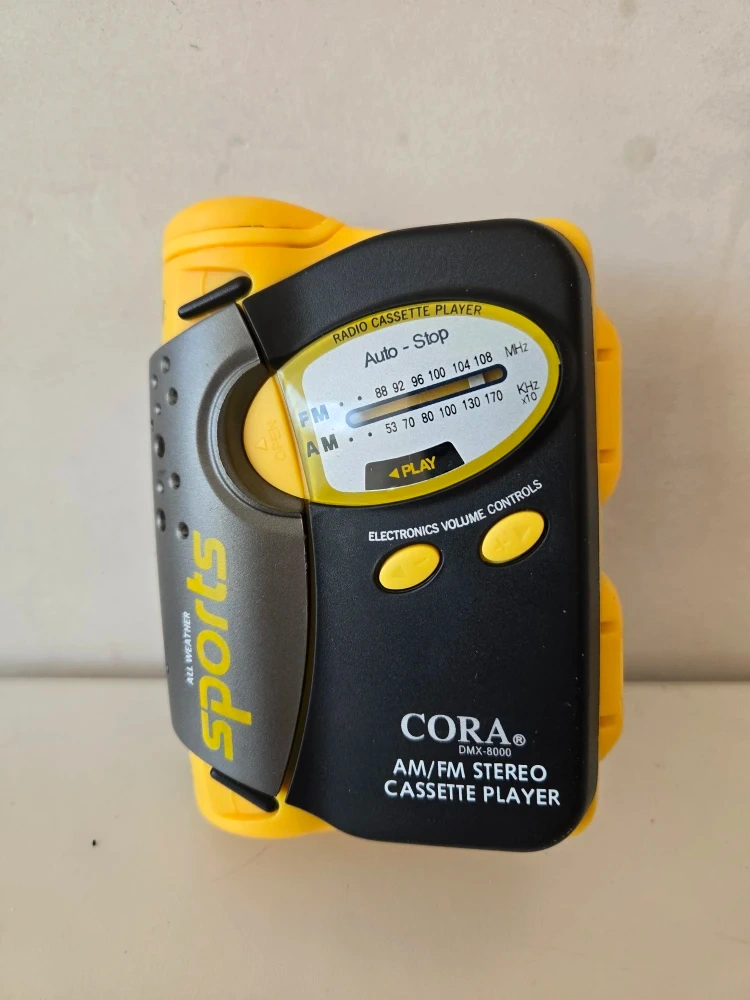 RADIO CASSETTE PLAYER
Auto - Stop
88 92 96 100 104 108 MHz
FM . .
AM . . 53 70 80 100 130 170 KHz x10
OPEN
◄PLAY
ELECTRONICS VOLUME CONTROLS
ALL WEATHER
sports
CORA®
DMX-8000
AM/FM STEREO
CASSETTE PLAYER